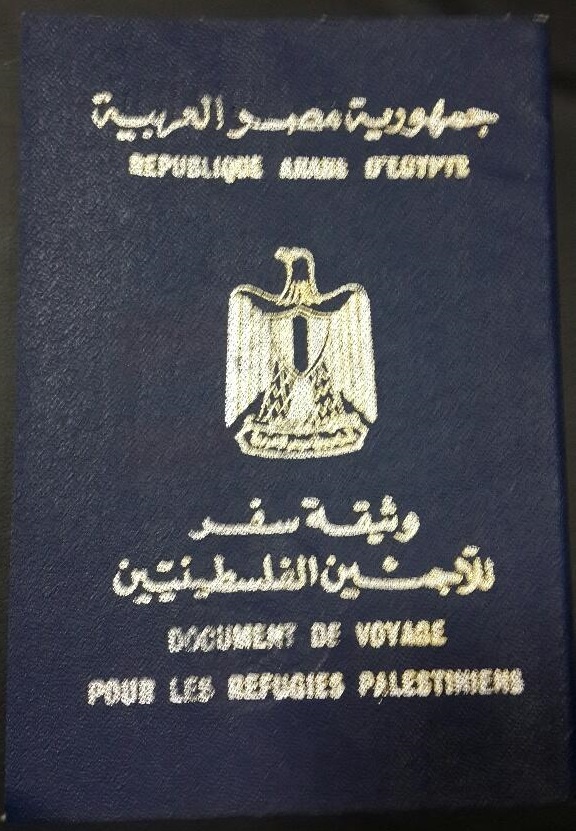 جمهورية مصر العربية
REPUBLIQUE ARABE D'EGYPTE
وثيقة سفر
للاجئين الفلسطينيين
DOCUMENT DE VOYAGE
POUR LES REFUGIES PALESTINIENS